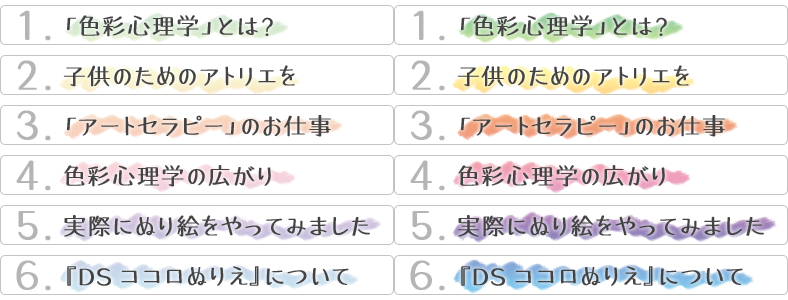 1. 「色彩心理学」とは？
1. 「色彩心理学」とは？
2. 子供のためのアトリエを
2. 子供のためのアトリエを
3. 「アートセラピー」のお仕事
3. 「アートセラピー」のお仕事
4. 色彩心理学の広がり
4. 色彩心理学の広がり
5. 実際にぬり絵をやってみました
5. 実際にぬり絵をやってみました
6. 『DSココロぬりえ』について
6. 『DSココロぬりえ』について